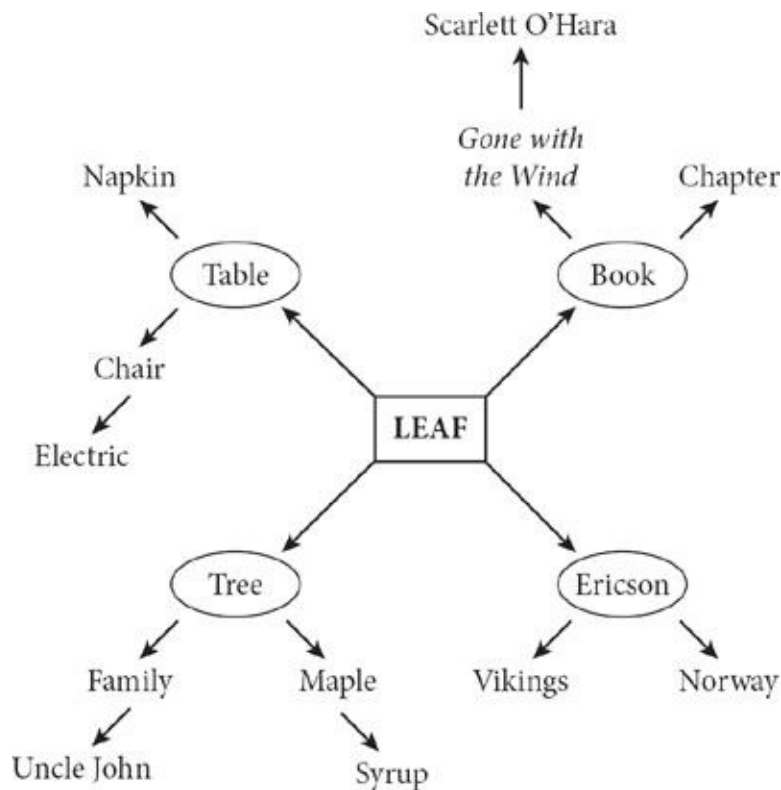 Scarlett O’Hara
Gone with
the Wind
Napkin
Chapter
Table
Book
Chair
LEAF
Electric
Tree
Ericson
Family
Maple
Vikings
Norway
Uncle John
Syrup